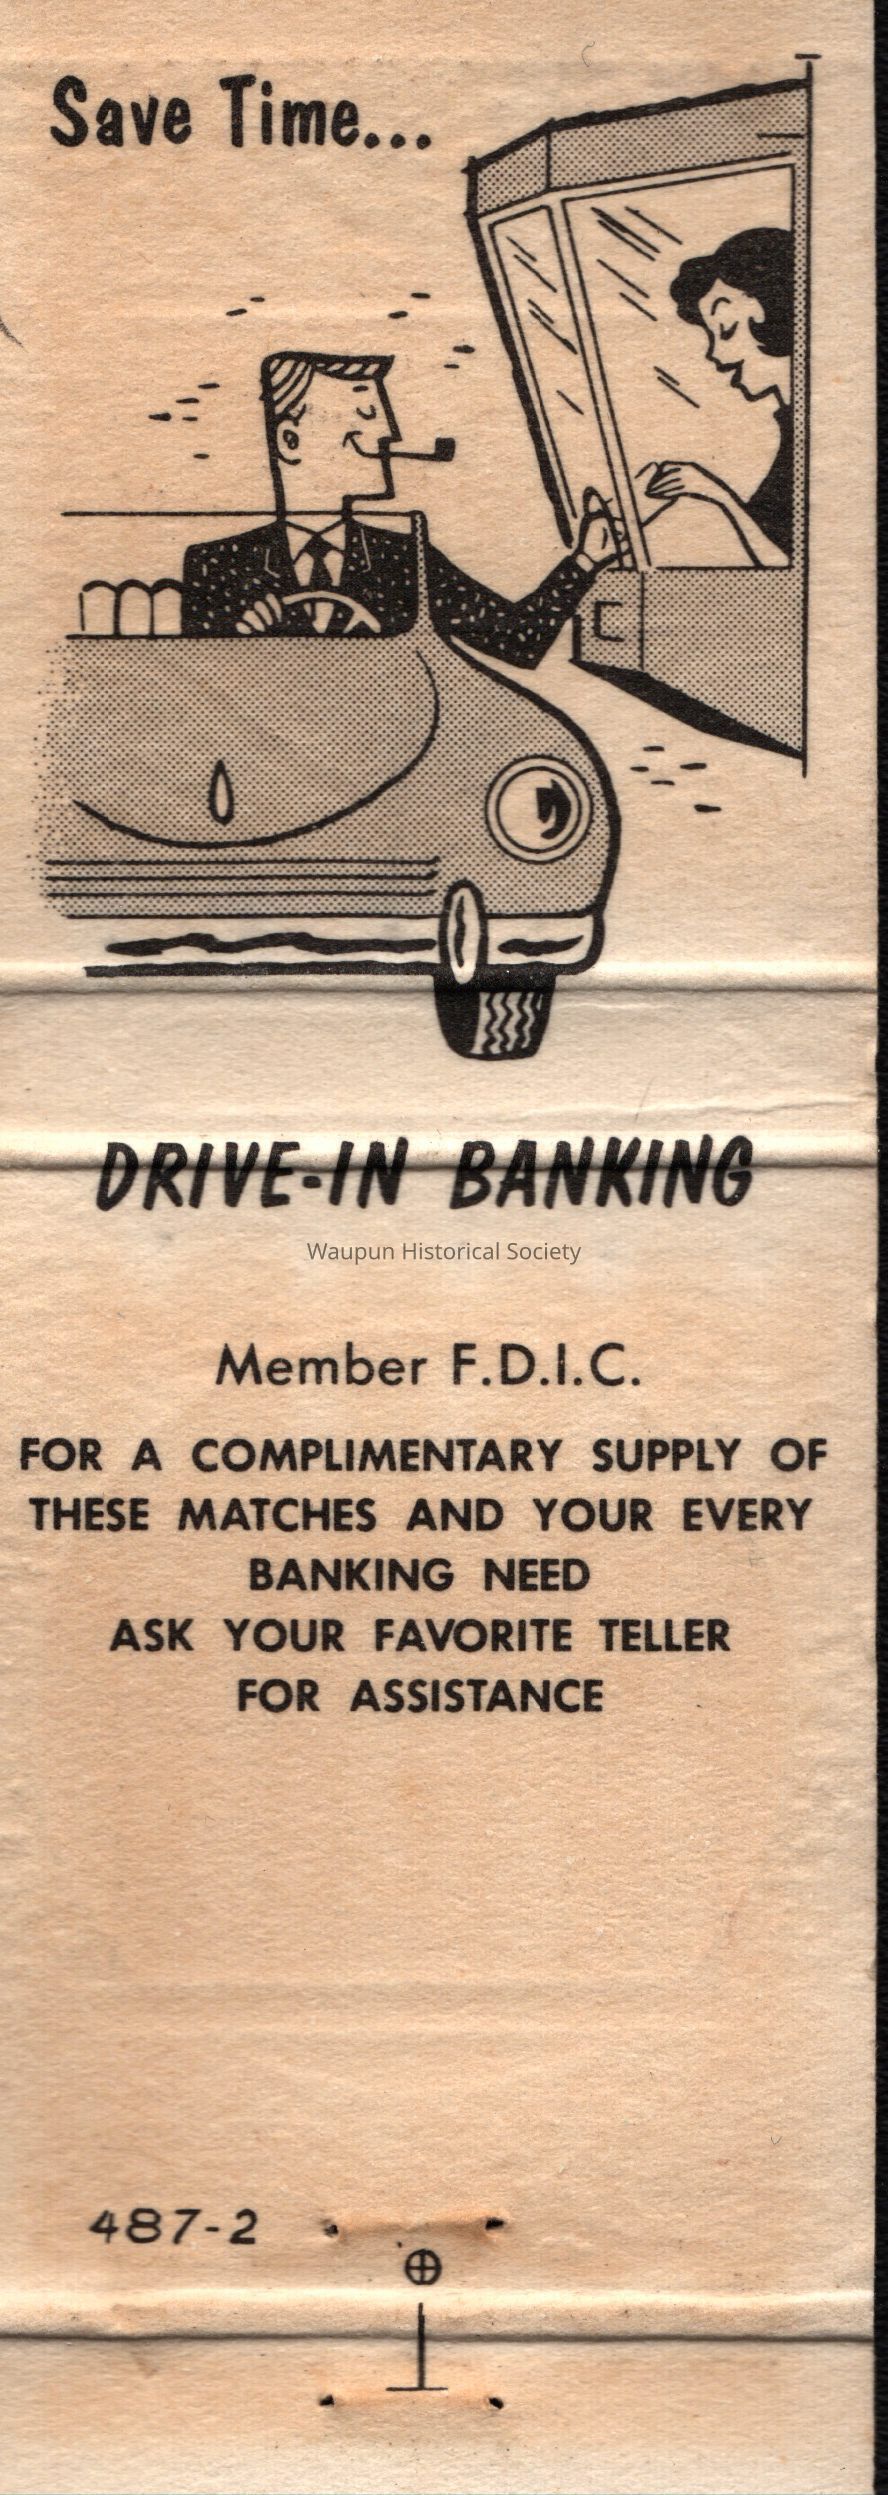 Save Time...
DRIVE-IN BANKING
Waupun Historical Society
Member F.D.I.C.
FOR A COMPLIMENTARY SUPPLY OF
THESE MATCHES AND YOUR EVERY
BANKING NEED
ASK YOUR FAVORITE TELLER
FOR ASSISTANCE
487-2